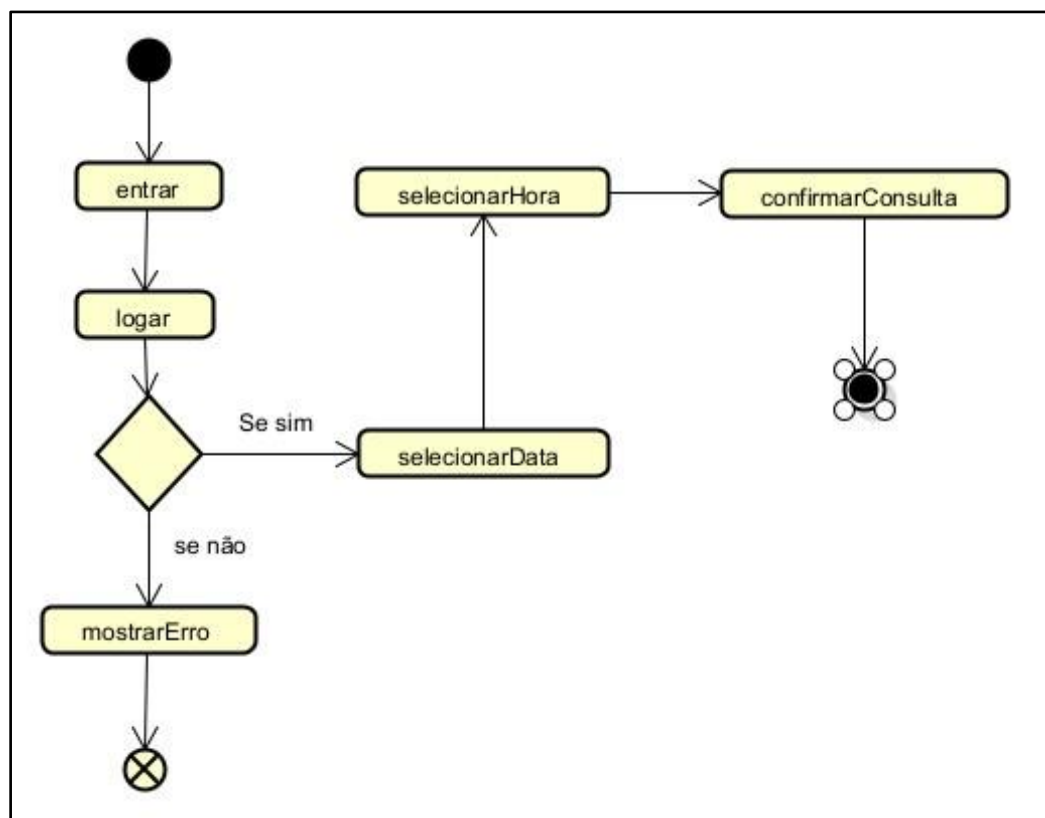 entrar
logar
Se sim
selecionarData
selecionarHora
confirmarConsulta
se não
mostrarErro